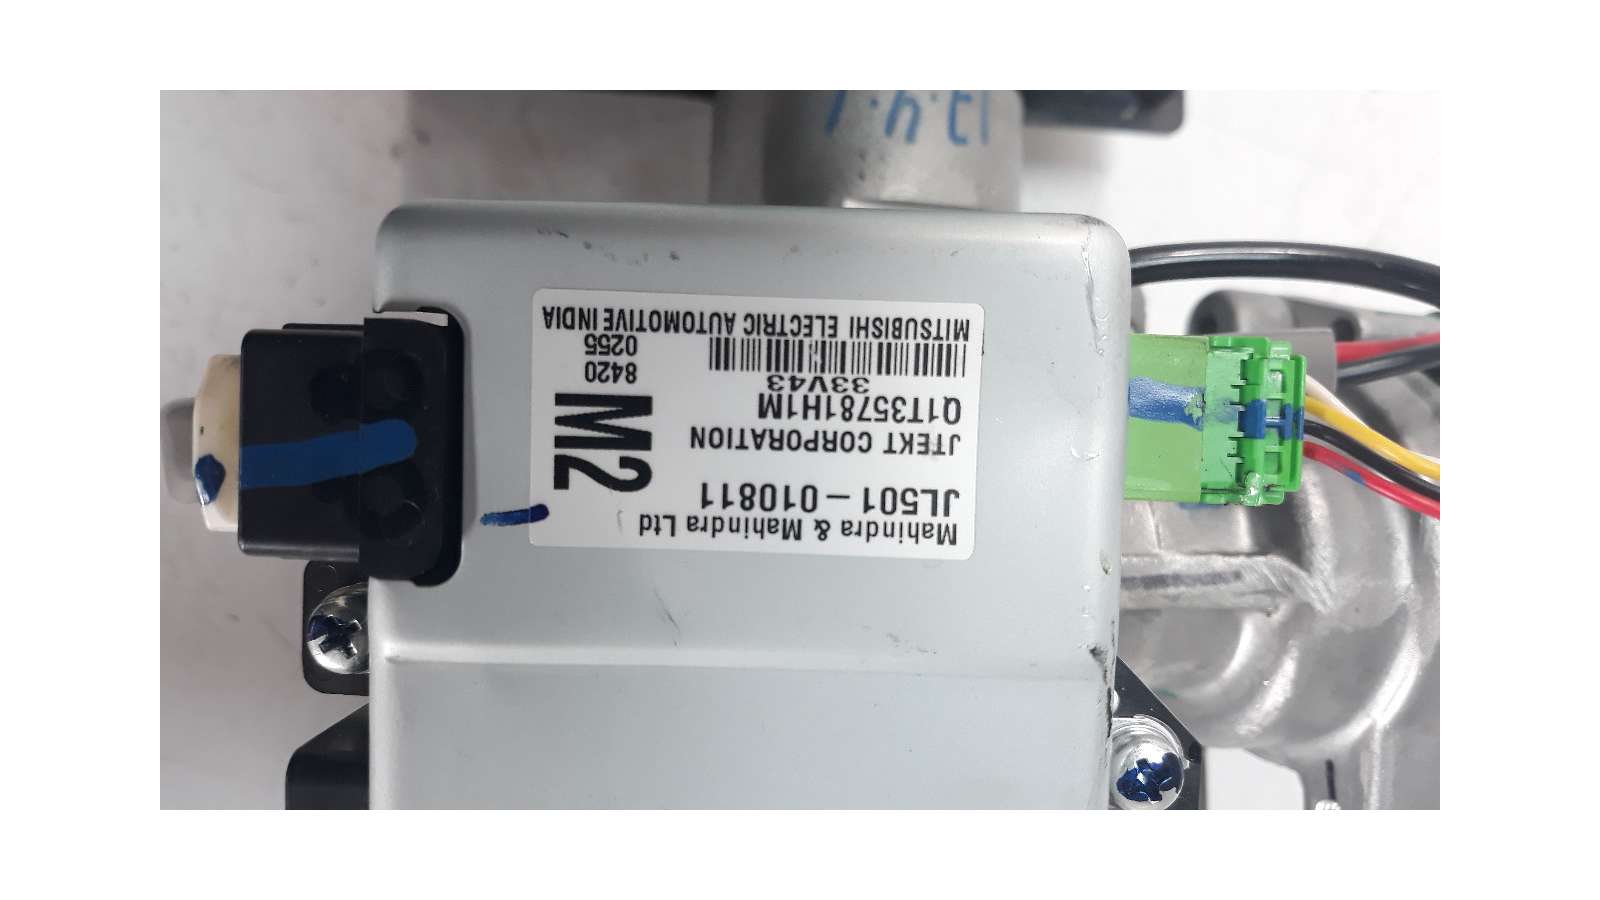 Mahindra & Mahindra Ltd
JL501-010811
JTEKT CORPORATION
M2
Q1T35781H1M
33V43
8420
0255
MITSUBISHI ELECTRIC AUTOMOTIVE INDIA